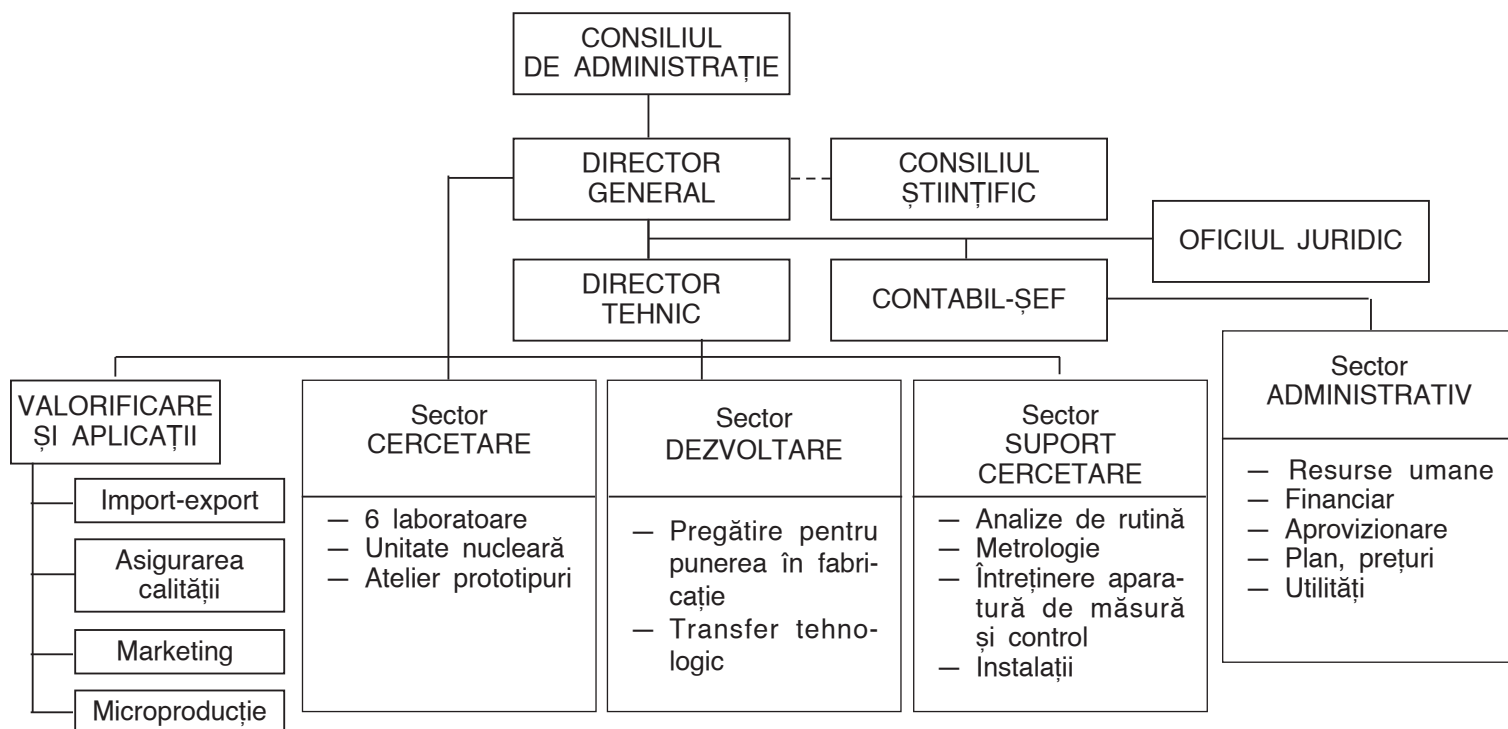 CONSILIUL
DE ADMINISTRAȚIE
DIRECTOR
GENERAL
CONSILIUL
ȘTIINȚIFIC
OFICIUL JURIDIC
DIRECTOR
TEHNIC
CONTABIL-ȘEF
VALORIFICARE
ȘI APLICAȚII
Import-export
Asigurarea
calității
Marketing
Microproducție
Sector
CERCETARE
— 6 laboratoare
— Unitate nucleară
— Atelier prototipuri
Sector
DEZVOLTARE
— Pregătire pentru
punerea în fabri-
cație
— Transfer tehno-
logic
Sector
SUPORT
CERCETARE
— Analize de rutină
— Metrologie
— Întreținere apara-
tură de măsură
și control
— Instalații
Sector
ADMINISTRATIV
— Resurse umane
— Financiar
— Aprovizionare
— Plan, prețuri
— Utilități